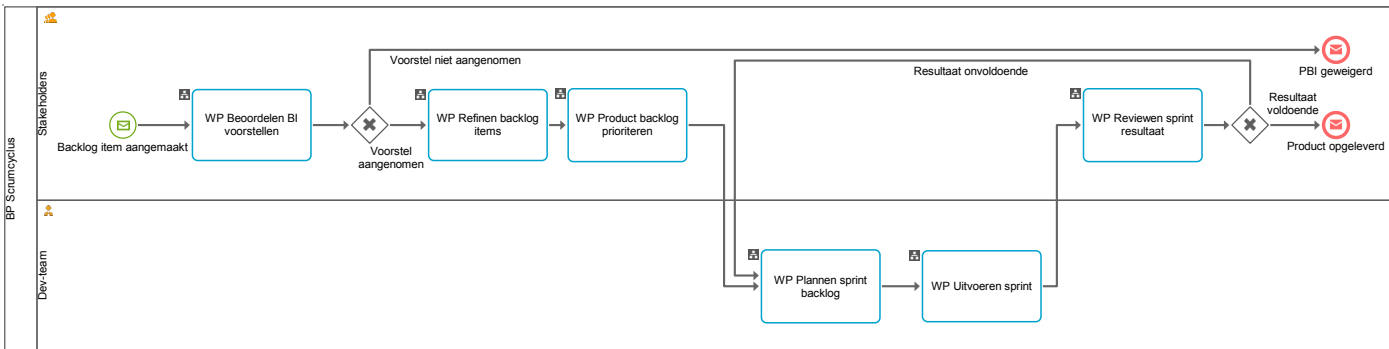 BP Scrumcyclus
Stakeholders
Backlog item aangemaakt
WP Beoordelen BI
voorstellen
Voorstel niet aangenomen
Voorstel
aangenomen
WP Refinen backlog
items
WP Product backlog
prioriteren
Resultaat onvoldoende
WP Reviewen sprint
resultaat
Resultaat
voldoende
PBI geweigerd
Product opgeleverd
Dev-team
WP Plannen sprint
backlog
WP Uitvoeren sprint